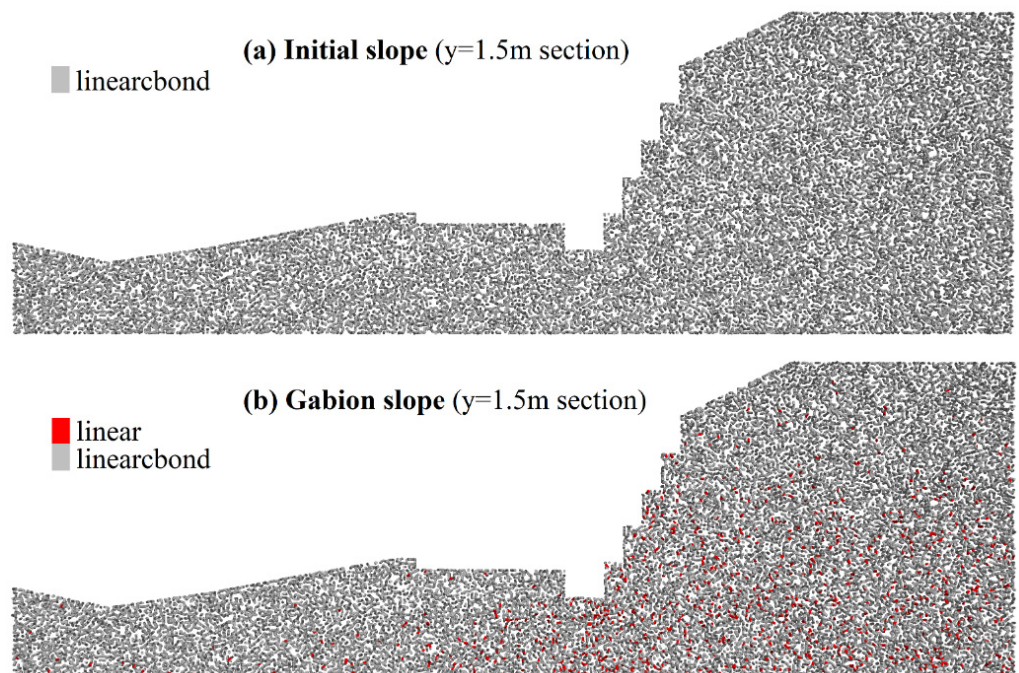 (a) Initial slope (y=1.5m section)
linearcbond
(b) Gabion slope (y=1.5m section)
linear
linearcbond